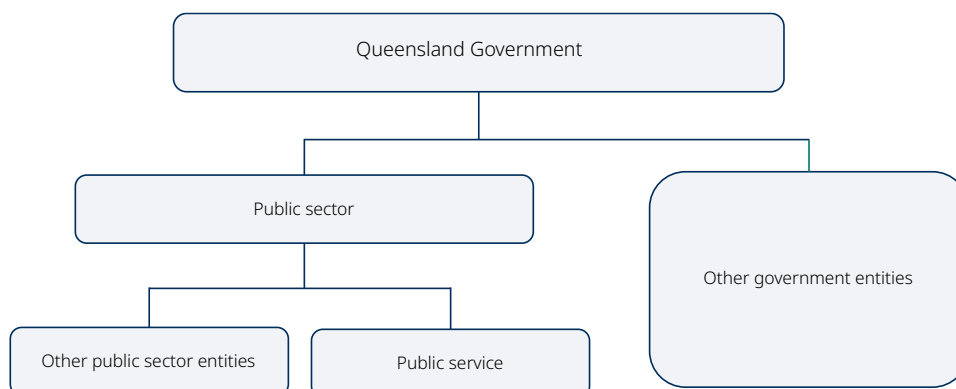 Queensland Government
Public sector
Other government entities
Other public sector entities
Public service